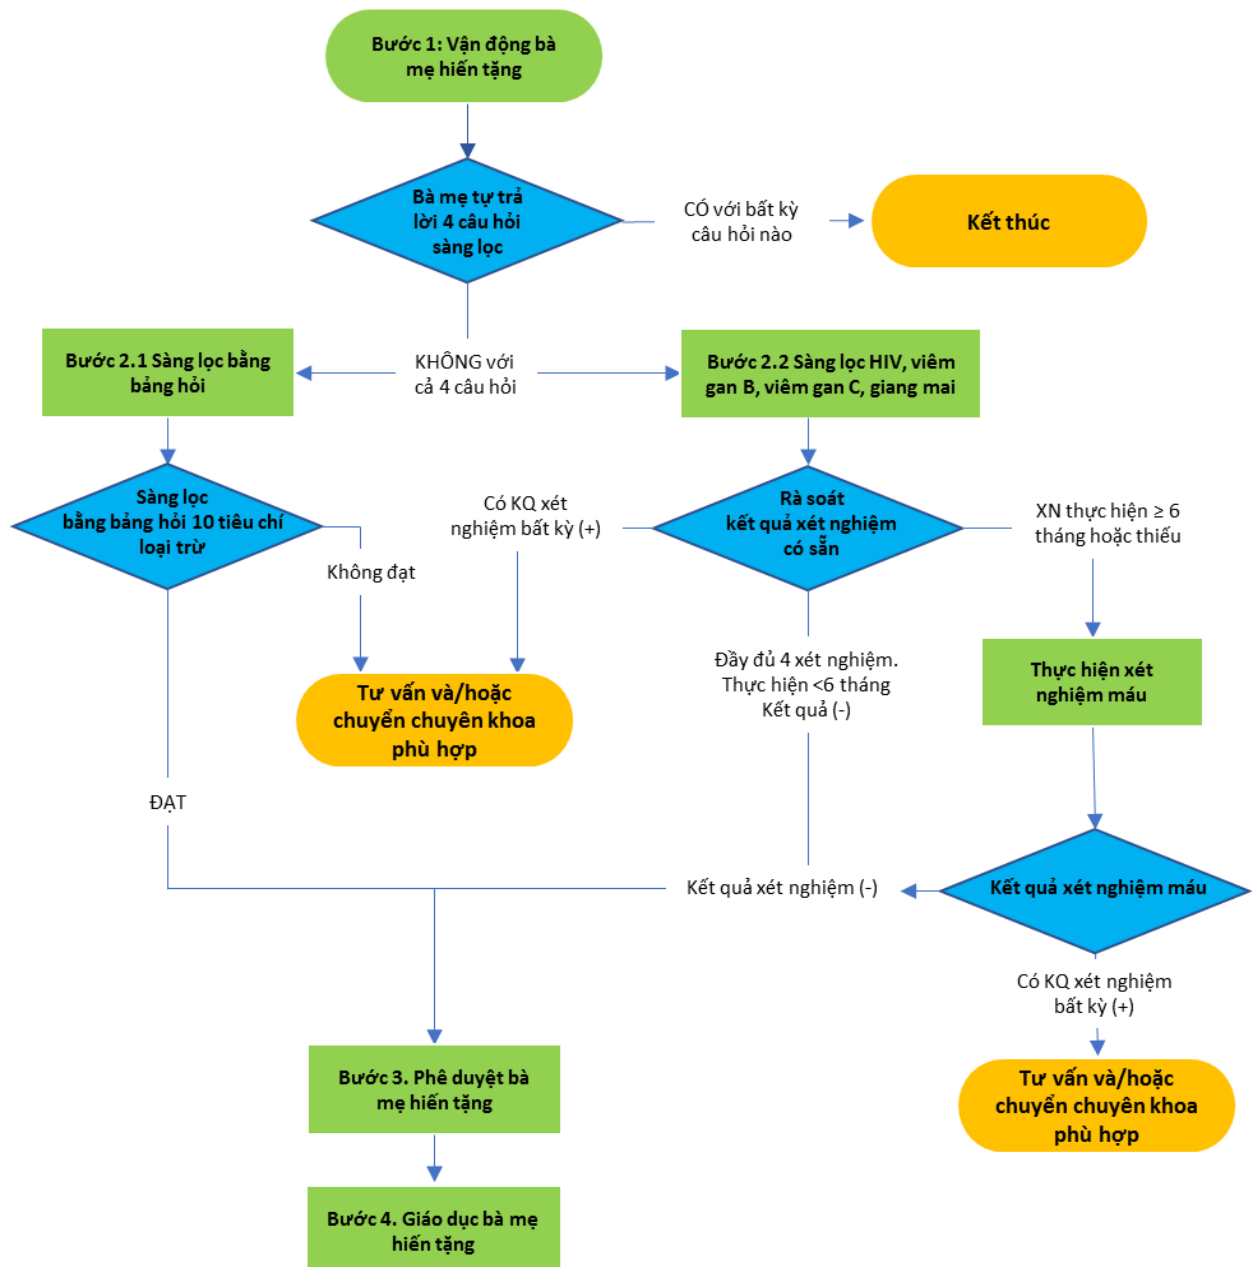 Bước 1: Vận động bà
mẹ hiến tặng
Bà mẹ tự trả
lời 4 câu hỏi
sàng lọc
CÓ với bất kỳ
câu hỏi nào
Kết thúc
Bước 2.1 Sàng lọc bằng
bảng hỏi
KHÔNG với
cả 4 câu hỏi
Bước 2.2 Sàng lọc HIV, viêm
gan B, viêm gan C, giang mai
Sàng lọc
bằng bảng hỏi 10 tiêu chí
loại trừ
Không đạt
Có KQ xét
nghiệm bất kỳ (+)
Rà soát
kết quả xét nghiệm
có sẵn
XN thực hiện ≥ 6
tháng hoặc thiếu
Tư vấn và/hoặc
chuyển chuyên khoa
phù hợp
Đầy đủ 4 xét nghiệm.
Thực hiện <6 tháng
Kết quả (-)
Thực hiện xét
nghiệm máu
ĐẠT
Kết quả xét nghiệm (-)
Kết quả xét nghiệm máu
Có KQ xét nghiệm
bất kỳ (+)
Tư vấn và/hoặc
chuyển chuyên khoa
phù hợp
Bước 3. Phê duyệt bà
mẹ hiến tặng
Bước 4. Giáo dục bà mẹ
hiến tặng